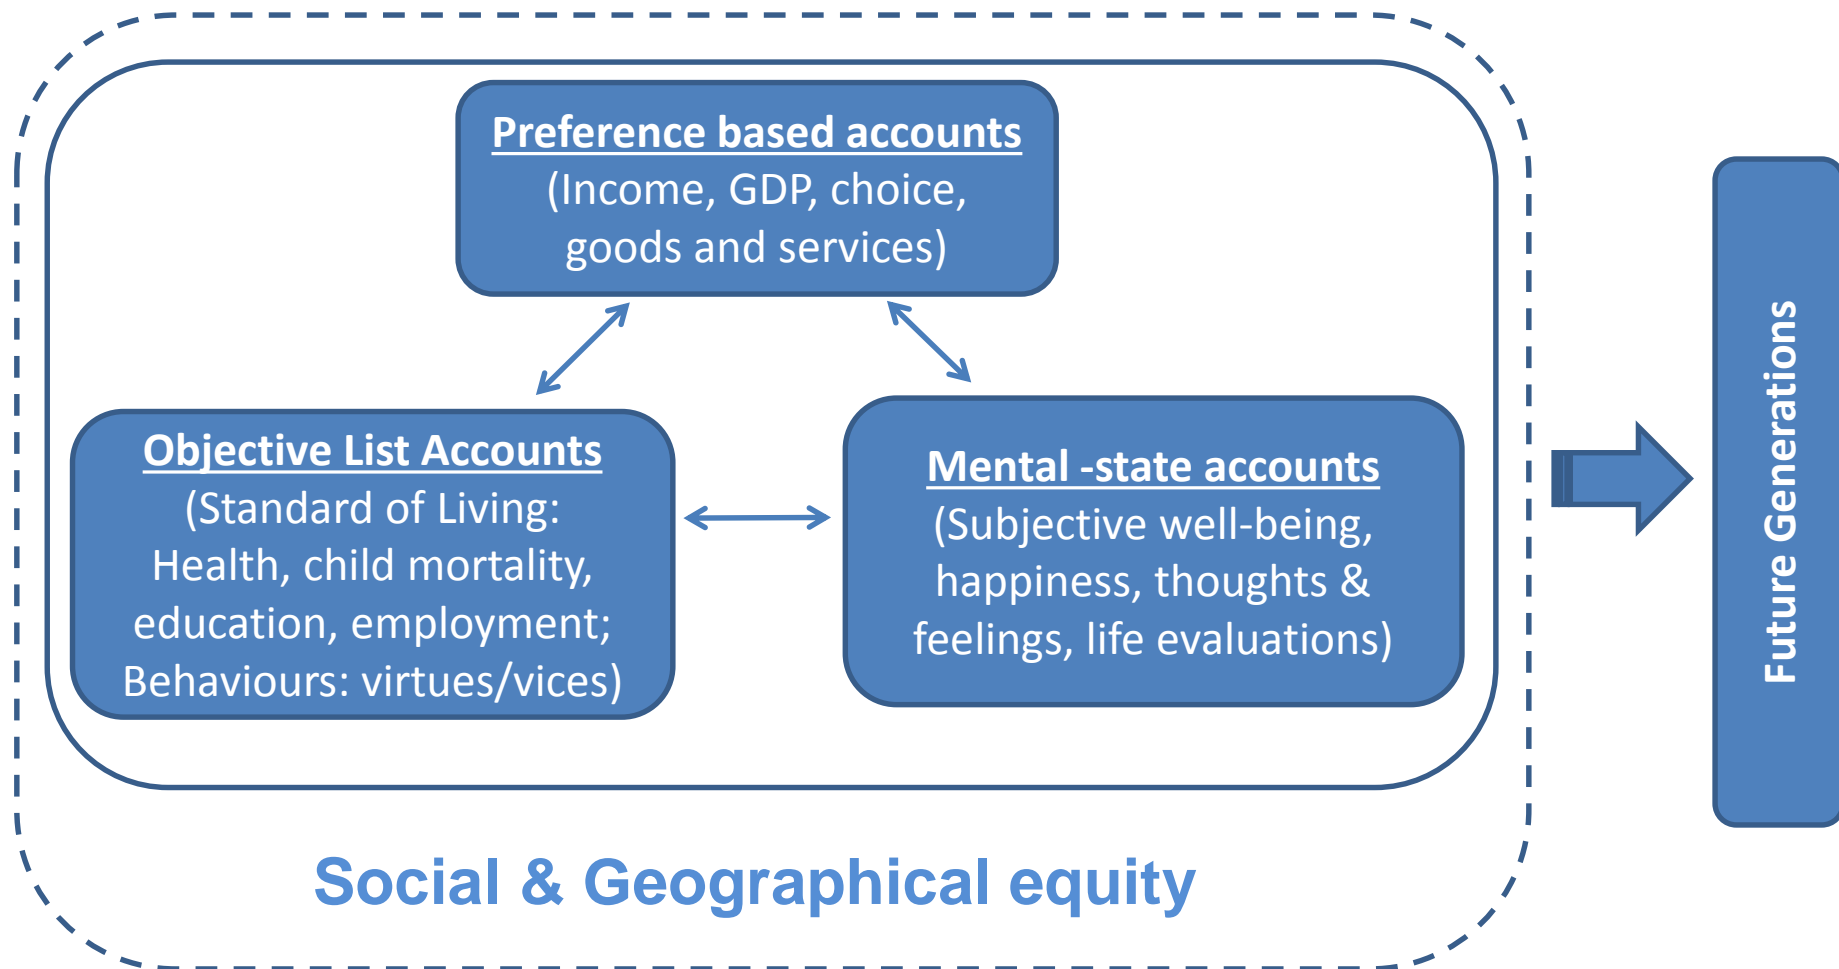 Preference based accounts
(Income, GDP, choice,
goods and services)
Objective List Accounts
(Standard of Living:
Health, child mortality,
education, employment;
Behaviours: virtues/vices)
Mental -state accounts
(Subjective well-being,
happiness, thoughts &
feelings, life evaluations)
Social & Geographical equity
Future Generations